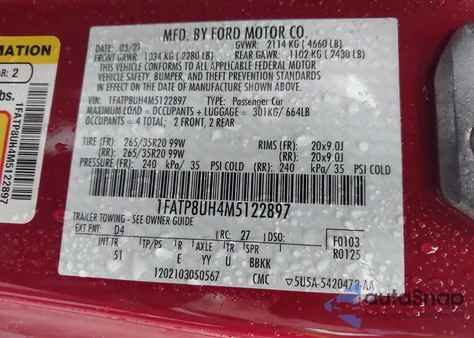 MFD. BY FORD MOTOR CO.
DATE: 03/21 GVWR: 2114 KG ( 4660 LB)
FRONT GAWR: 1034 KG ( 2280 LB) REAR GAWR: 1102 KG ( 2430 LB)
THIS VEHICLE CONFORMS TO ALL APPLICABLE FEDERAL MOTOR
VEHICLE SAFETY, BUMPER, AND THEFT PREVENTION STANDARDS
IN EFFECT ON THE DATE OF MANUFACTURE SHOWN ABOVE.
VEHICLE: 1FATP8UH4M5122897 TYPE: Passenger Car
MAXIMUM LOAD = OCCUPANTS + LUGGAGE = 301KG/ 664LB
OCCUPANTS = 4 TOTAL; 2 FRONT, 2 REAR
TIRE (FR): 265/35R20 99W RIMS (FR): 20x9.0J
(RR): 265/35R20 99W (RR): 20x9.0J
PRESSURE (FR): 240 kPa/ 35 PSI COLD (RR): 240 kPa/ 35 PSI COLD
1FATP8UH4M5122897
TRAILER TOWING - SEE OWNER GUIDE
EXT PNT: D4 RC: 27 DSO: F0103
R0125
INT TR TP/PS R AXLE TR SPR
51 E YY U BBKK
1202103050567 CMC 5U5A-5420472-AA
MATION
AR: 2
lbs.
1FATP8UH4M5122897
autoSnap